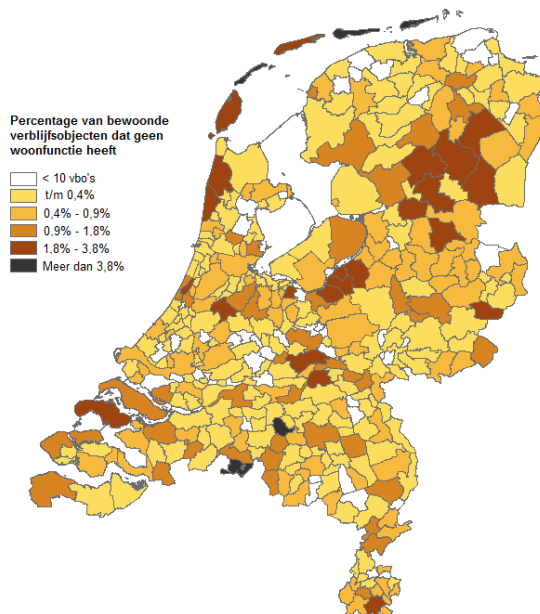 Percentage van bewoonde
verblijfsobjecten dat geen
woonfunctie heeft
< 10 vbo's
t/m 0,4%
0,4% - 0,9%
0,9% - 1,8%
1,8% - 3,8%
Meer dan 3,8%